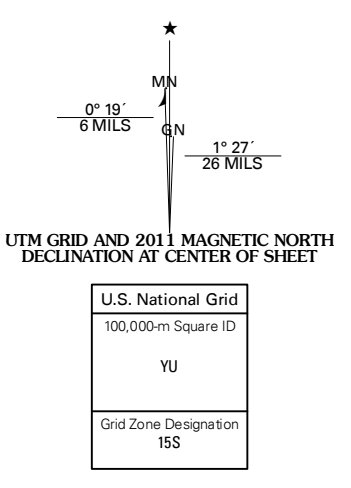 MN
0° 19´
6 MILS
GN
1° 27´
26 MILS
UTM GRID AND 2011 MAGNETIC NORTH
DECLINATION AT CENTER OF SHEET
U.S. National Grid
100,000-m Square ID
YU
Grid Zone Designation
15S